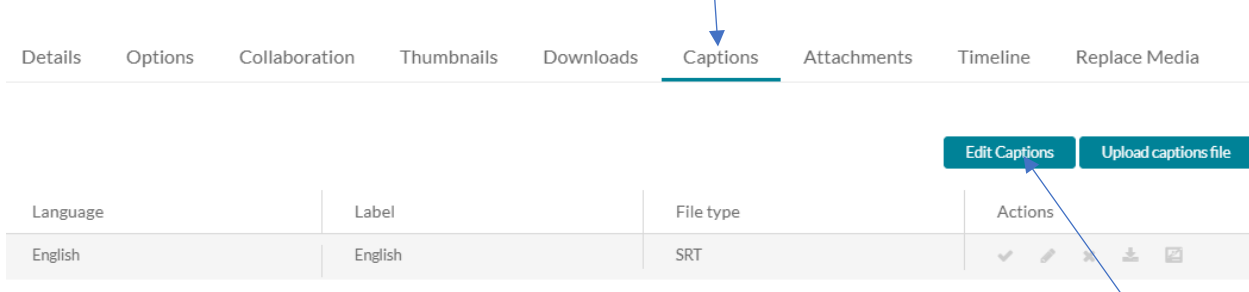 Details Options Collaboration Thumbnails Downloads Captions Attachments Timeline Replace Media
Edit Captions Upload captions file
Language Label File type Actions
English English SRT